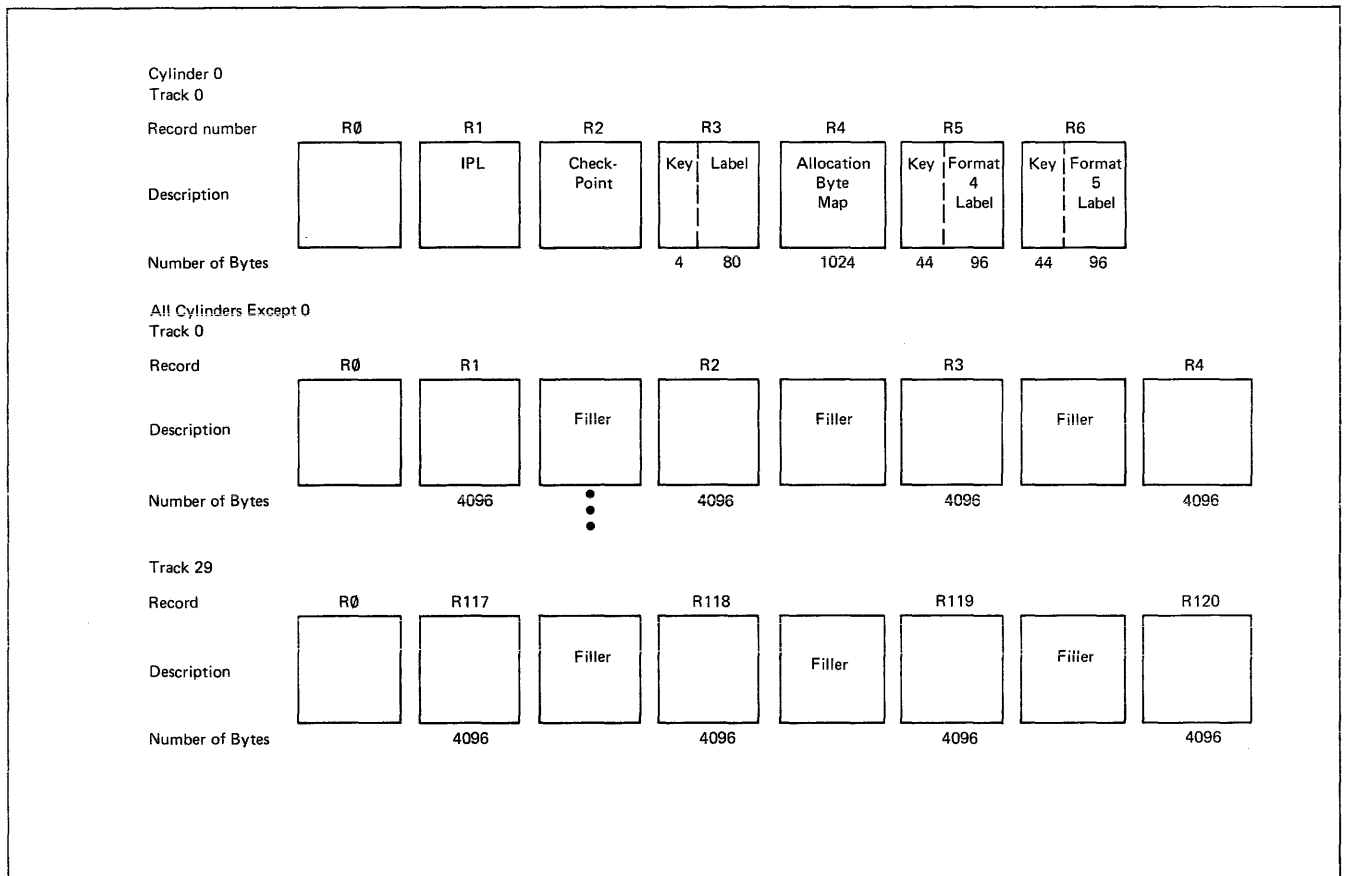 Cylinder 0
Track 0
Record number RØ R1 R2 R3 R4 R5 R6
Description IPL Check- Key Label Allocation Key Format Key Format
Point Byte 4 5
Map Label Label
Number of Bytes 4 80 1024 44 96 44 96
All Cylinders Except 0
Track 0
Record RØ R1 R2 R3 R4
Description Filler Filler Filler
Number of Bytes 4096 4096 4096 4096
Track 29
Record RØ R117 R118 R119 R120
Description Filler Filler Filler
Number of Bytes 4096 4096 4096 4096